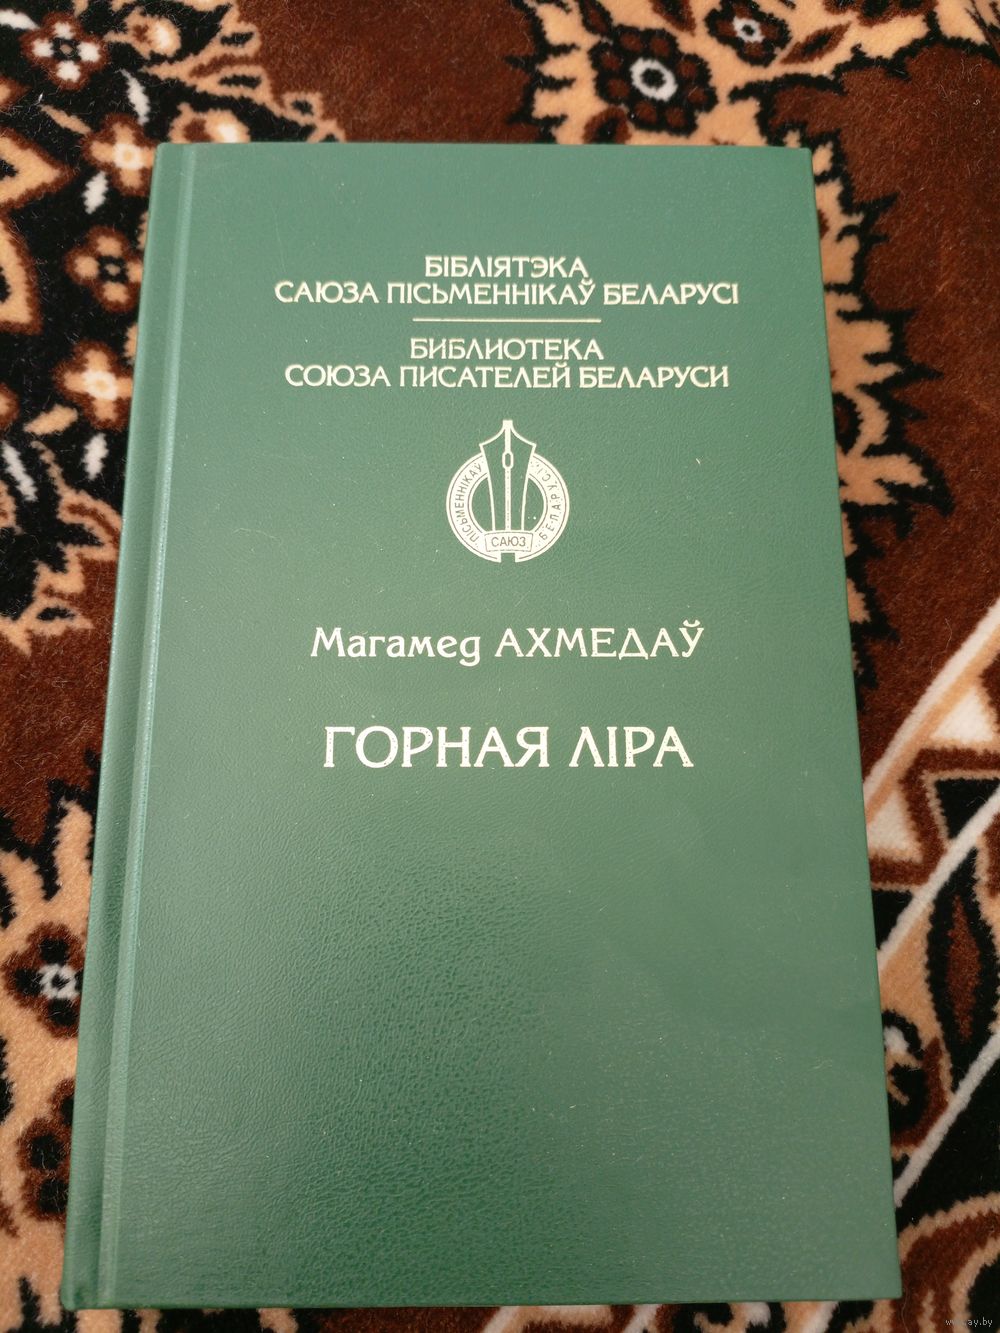 БІБЛІЯТЭКА
САЮЗА ПІСЬМЕННІКАЎ БЕЛАРУСІ
БИБЛИОТЕКА
СОЮЗА ПИСАТЕЛЕЙ БЕЛАРУСИ
ПІСЬМЕННІКАЎ БЕЛАРУСІ
САЮЗ
Магамед АХМЕДАЎ
ГОРНАЯ ЛІРА